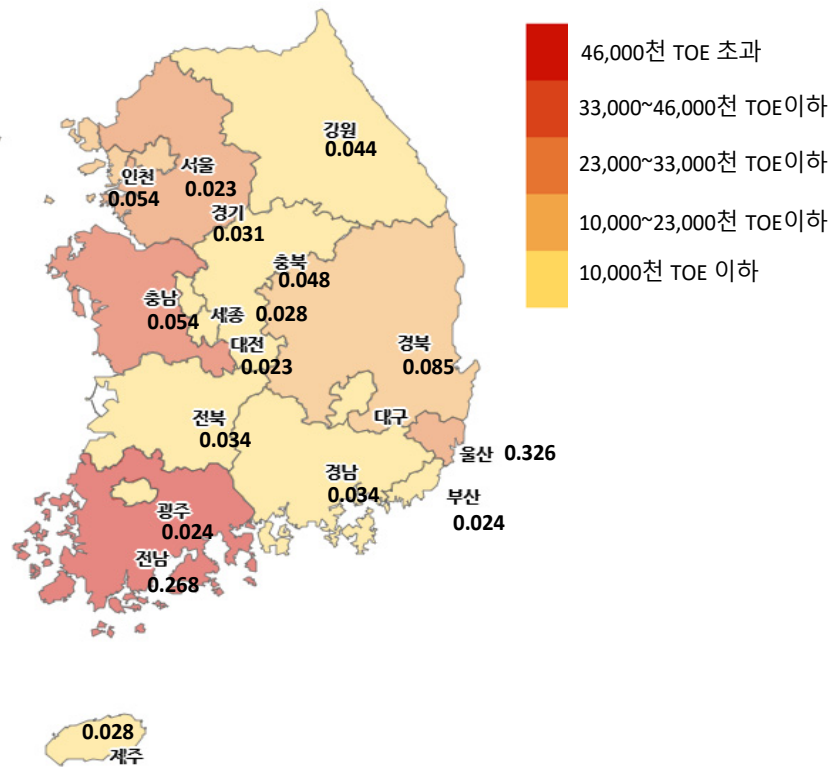 46,000천 TOE 초과
33,000~46,000천 TOE이하
23,000~33,000천 TOE이하
10,000~23,000천 TOE이하
10,000천 TOE 이하
강원
0.044
서울
0.023
인천
0.054
경기
0.031
충북
0.048
충남
0.054
세종 0.028
대전
0.023
경북
0.085
대구
전북
0.034
울산 0.326
경남
0.034
부산
0.024
광주
0.024
전남
0.268
0.028
제주